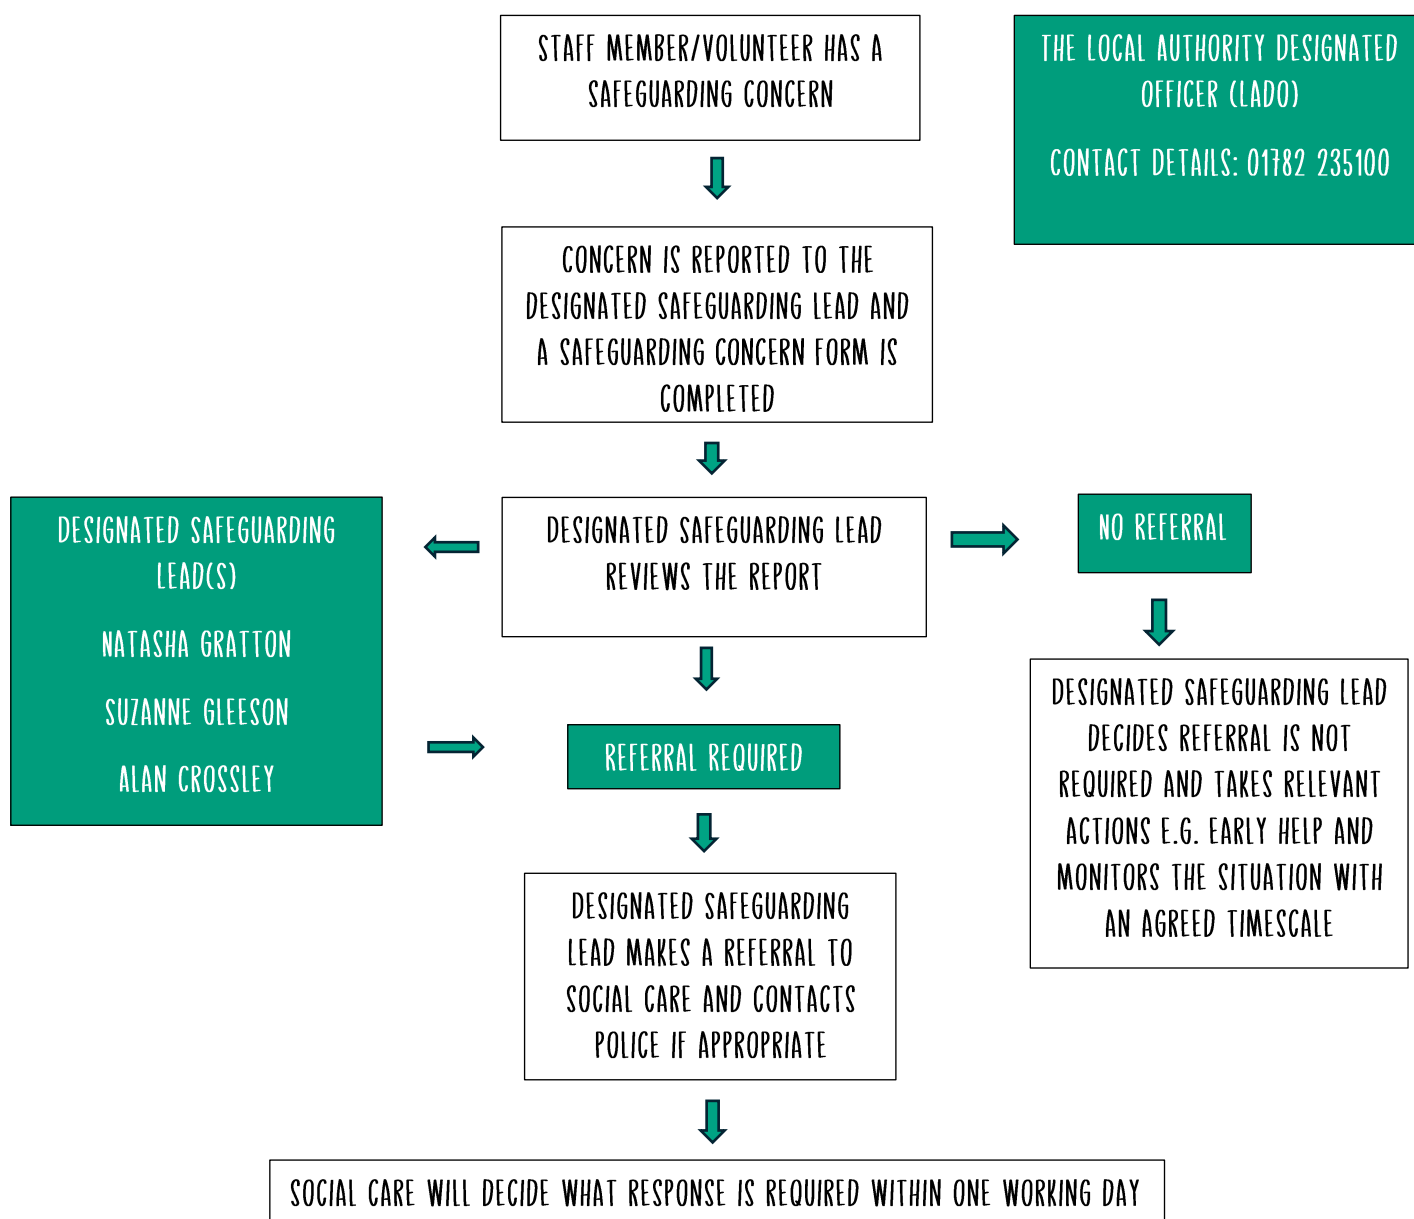 STAFF MEMBER/VOLUNTEER HAS A
SAFEGUARDING CONCERN
THE LOCAL AUTHORITY DESIGNATED
OFFICER (LADO)
CONTACT DETAILS: 01782 235100
CONCERN IS REPORTED TO THE
DESIGNATED SAFEGUARDING LEAD AND
A SAFEGUARDING CONCERN FORM IS
COMPLETED
DESIGNATED SAFEGUARDING
LEAD(S)
NATASHA GRATTON
SUZANNE GLEESON
ALAN CROSSLEY
DESIGNATED SAFEGUARDING LEAD
REVIEWS THE REPORT
NO REFERRAL
REFERRAL REQUIRED
DESIGNATED SAFEGUARDING LEAD
DECIDES REFERRAL IS NOT
REQUIRED AND TAKES RELEVANT
ACTIONS E.G. EARLY HELP AND
MONITORS THE SITUATION WITH
AN AGREED TIMESCALE
DESIGNATED SAFEGUARDING
LEAD MAKES A REFERRAL TO
SOCIAL CARE AND CONTACTS
POLICE IF APPROPRIATE
SOCIAL CARE WILL DECIDE WHAT RESPONSE IS REQUIRED WITHIN ONE WORKING DAY